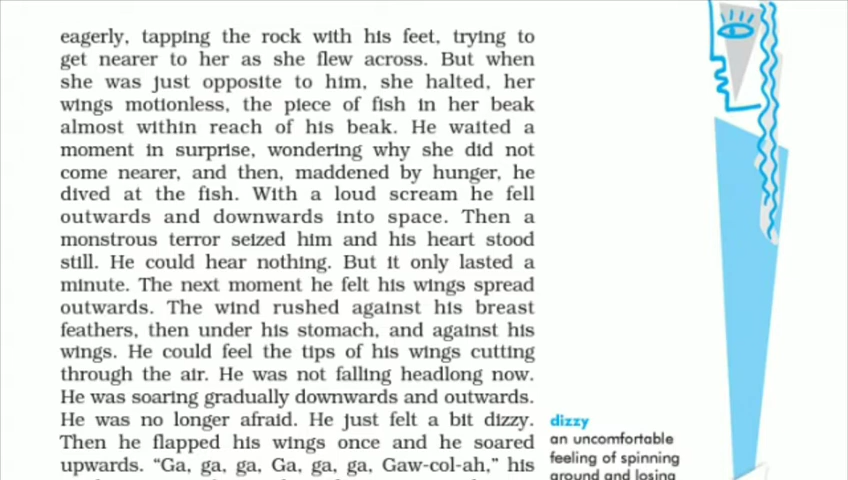 eagerly, tapping the rock with his feet, trying to
get nearer to her as she flew across. But when
she was just opposite to him, she halted, her
wings motionless, the piece of fish in her beak
almost within reach of his beak. He waited a
moment in surprise, wondering why she did not
come nearer, and then, maddened by hunger, he
dived at the fish. With a loud scream he fell
outwards and downwards into space. Then a
monstrous terror seized him and his heart stood
still. He could hear nothing. But it only lasted a
minute. The next moment he felt his wings spread
outwards. The wind rushed against his breast
feathers, then under his stomach, and against his
wings. He could feel the tips of his wings cutting
through the air. He was not falling headlong now.
He was soaring gradually downwards and outwards.
He was no longer afraid. He just felt a bit dizzy.
Then he flapped his wings once and he soared
upwards. “Ga, ga, ga, Ga, ga, ga, Gaw-col-ah,” his
dizzy
an uncomfortable
feeling of spinning
around and losing